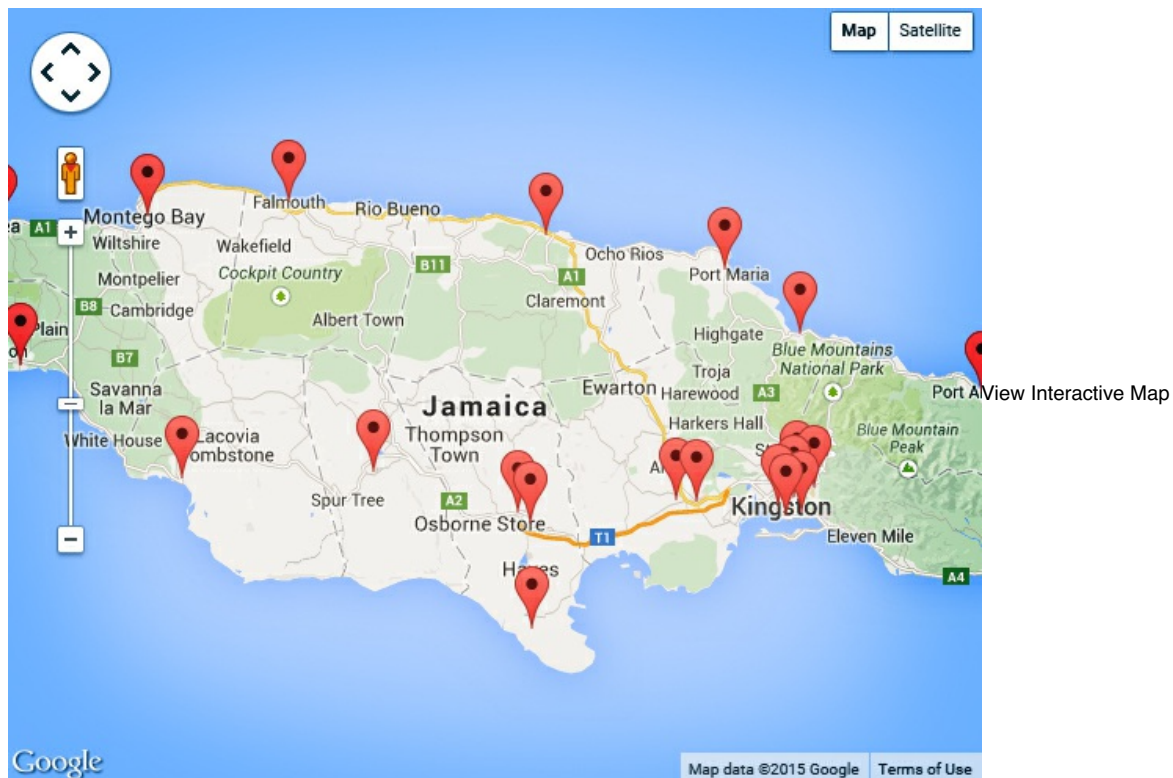 Map Satellite
Falmouth
Rio Bueno
Montego Bay
A1
Wiltshire
Wakefield
Ocho Rios
B11
Port Maria
Cockpit Country
Montpelier
A1
Claremont
B8
Cambridge
Albert Town
Plain
Highgate
B7
Blue Mountains
National Park
Troja
Ewarton
Harewood
A3
Port A
View Interactive Map
Savanna
la Mar
Jamaica
Harkers Hall
White House
Lacovia
Thompson
Town
Blue Mountain
Peak
Spur Tree
A2
Kingston
Osborne Store
T1
Eleven Mile
Hayes
A4
Google
Map data ©2015 Google
Terms of Use